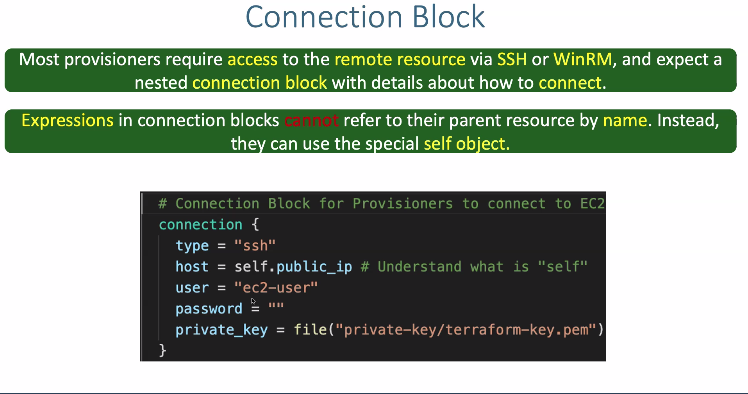 Connection Block
Most provisioners require access to the remote resource via SSH or WinRM, and expect a
nested connection block with details about how to connect.
Expressions in connection blocks cannot refer to their parent resource by name. Instead,
they can use the special self object.
# Connection Block for Provisioners to connect to EC2
connection {
type = "ssh"
host = self.public_ip # Understand what is "self"
user = "ec2-user"
password = ""
private_key = file("private-key/terraform-key.pem")
}